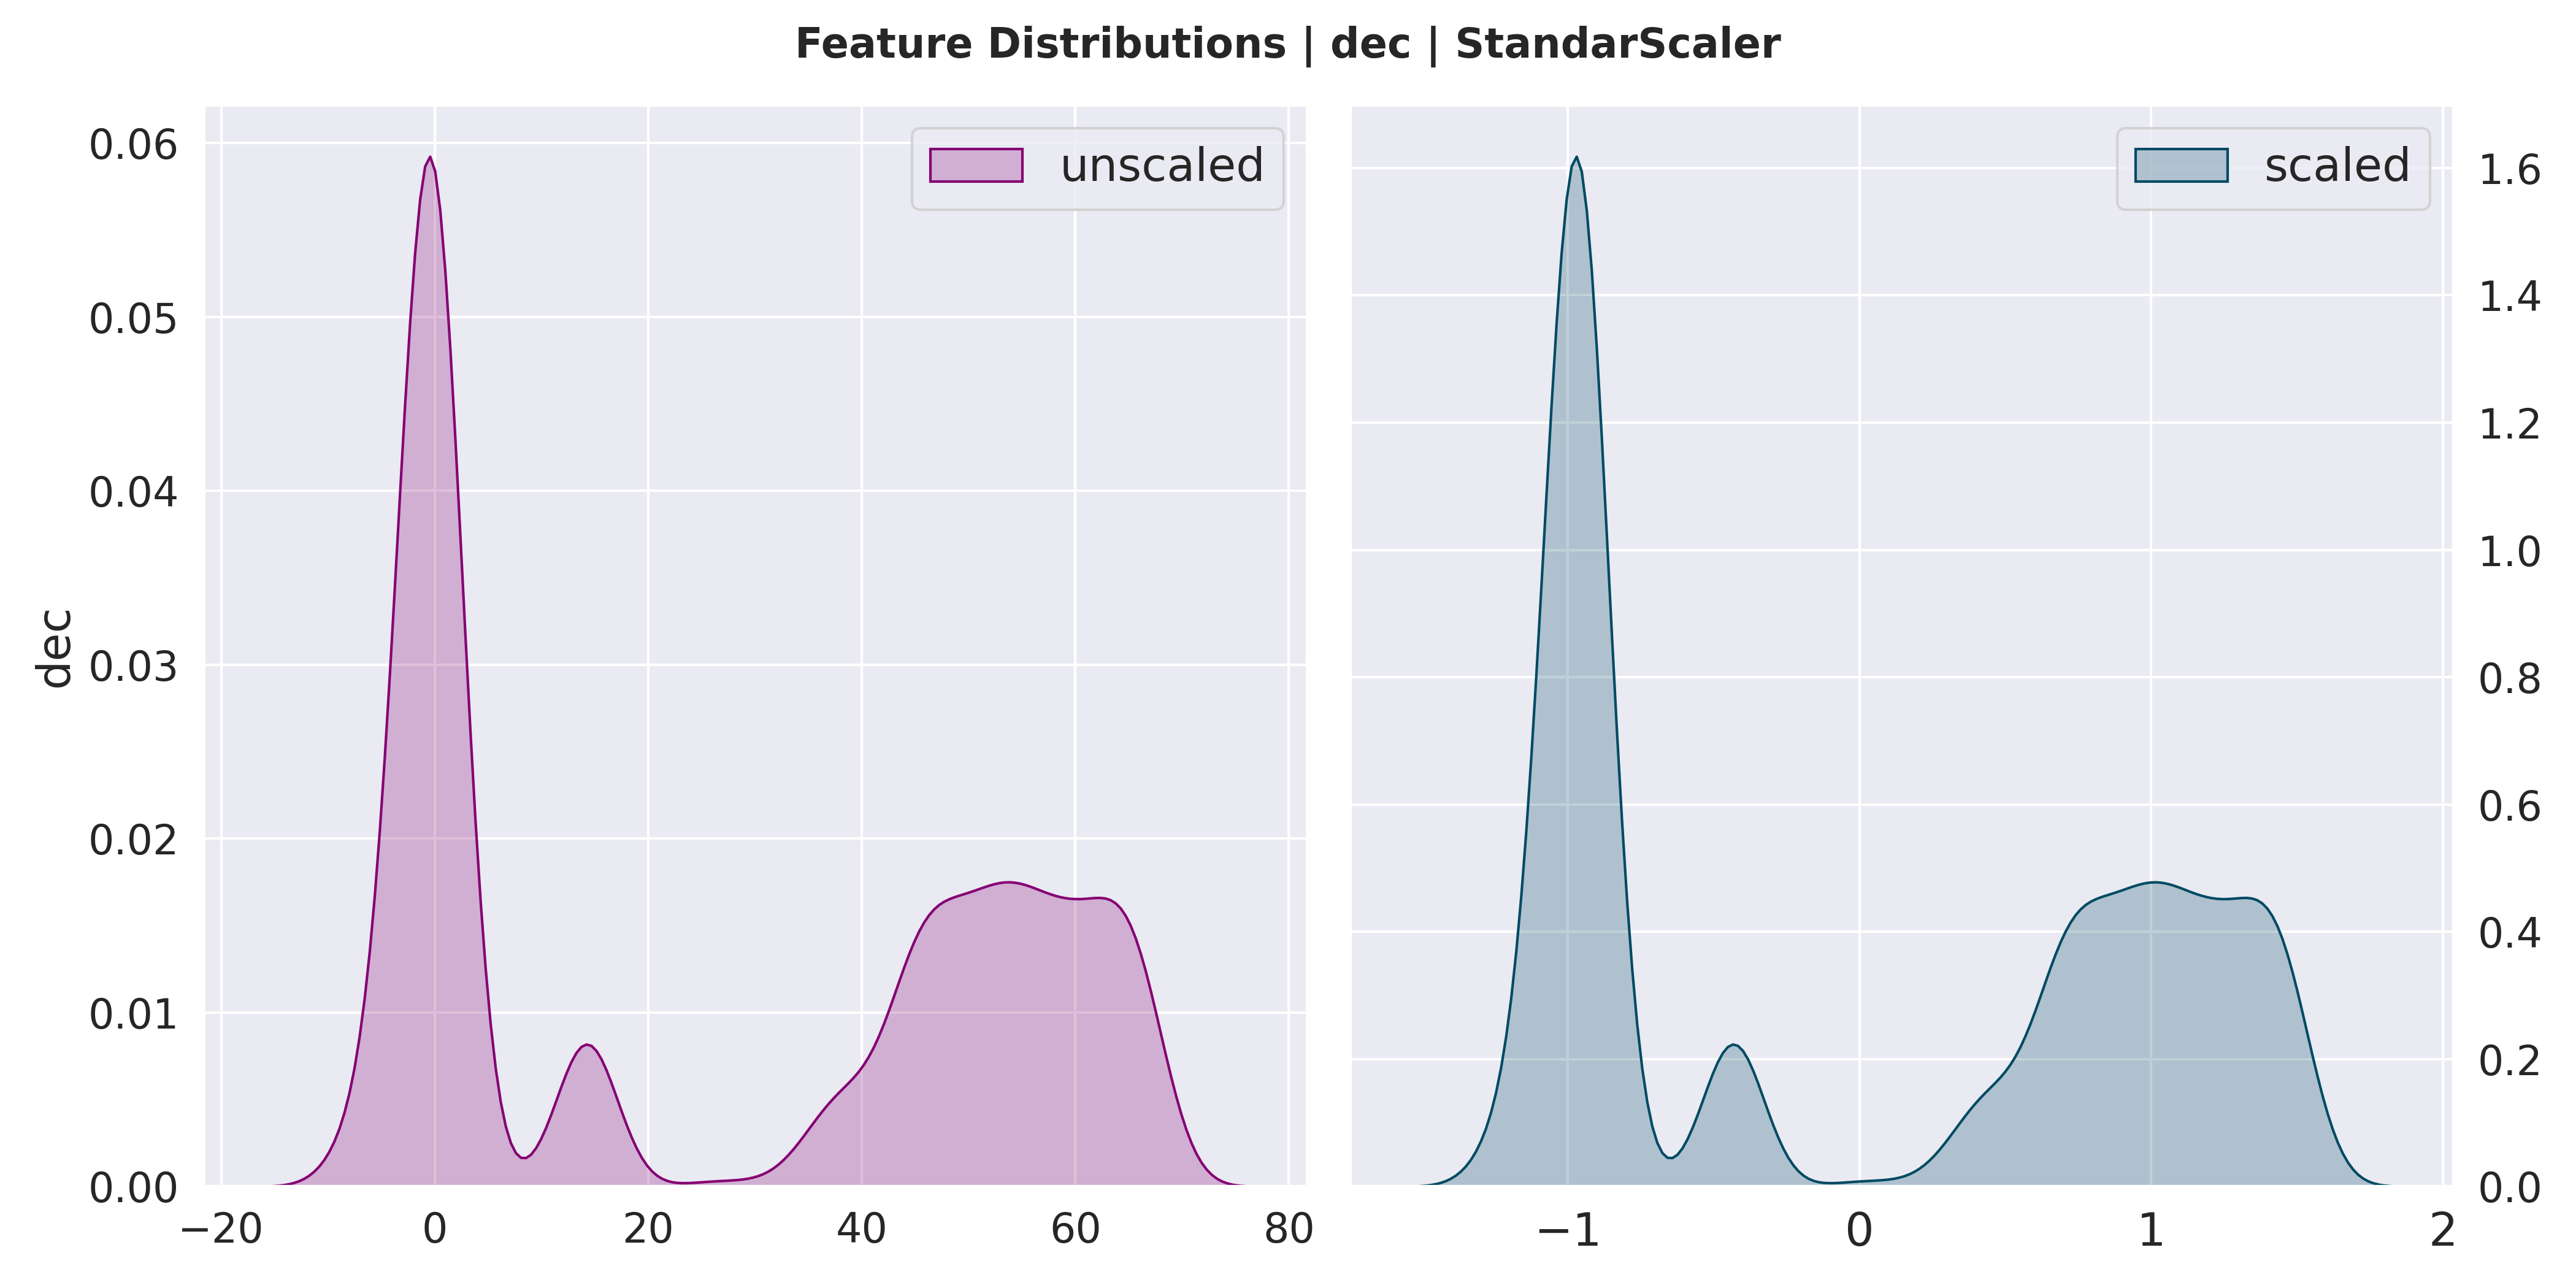 Feature Distributions | dec | StandarScaler
unscaled
scaled
dec
0.06
0.05
0.04
0.03
0.02
0.01
0.00
−20 0 20 40 60 80
1.6
1.4
1.2
1.0
0.8
0.6
0.4
0.2
0.0
−1 0 1 2